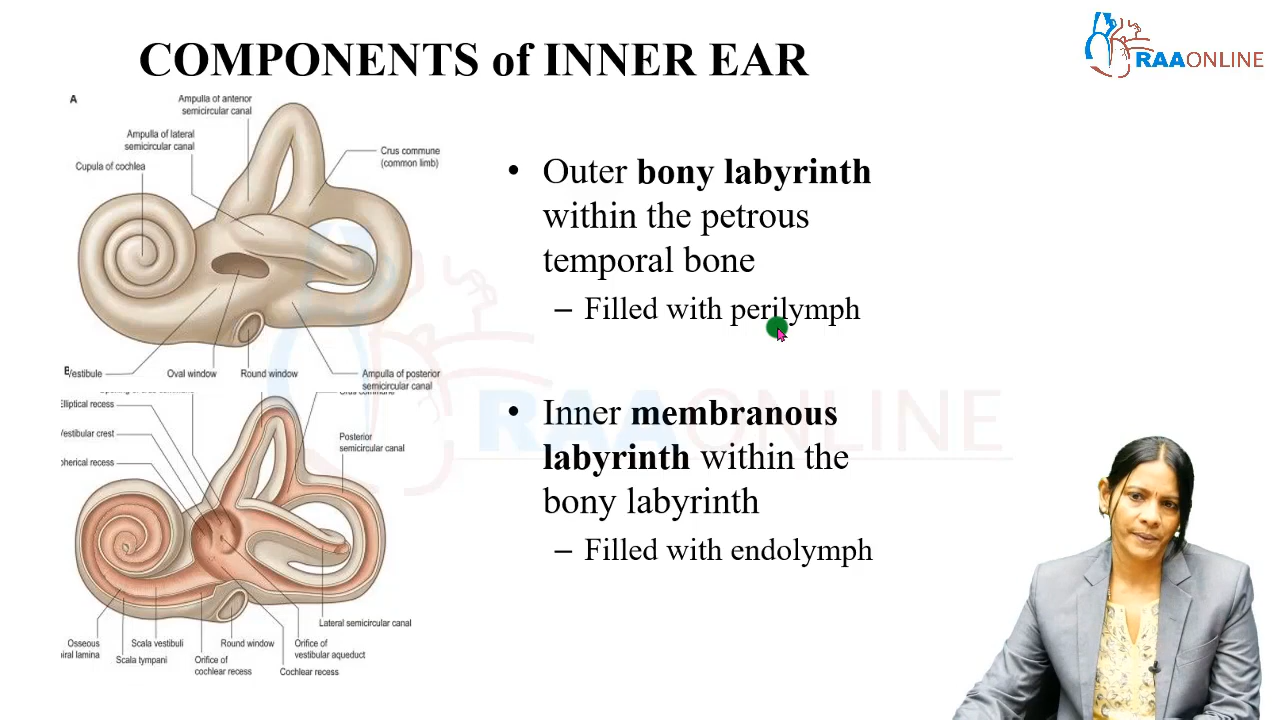 COMPONENTS of INNER EAR
RAAONLINE
A
Ampulla of anterior
semicircular canal
Ampulla of lateral
semicircular canal
Cupula of cochlea
Crus commune
(common limb)
Vestibule
Oval window
Round window
Ampulla of posterior
semicircular canal
• Outer bony labyrinth
within the petrous
temporal bone
– Filled with perilymph
B
Elliptical recess
Vestibular crest
pherical recess
Posterior
semicircular canal
Lateral semicircular canal
Osseous
iral lamina
Scala vestibuli
Scala tympani
Round window
Orifice of
cochlear recess
Orifice of
vestibular aqueduct
Cochlear recess
• Inner membranous
labyrinth within the
bony labyrinth
– Filled with endolymph
RAAONLINE